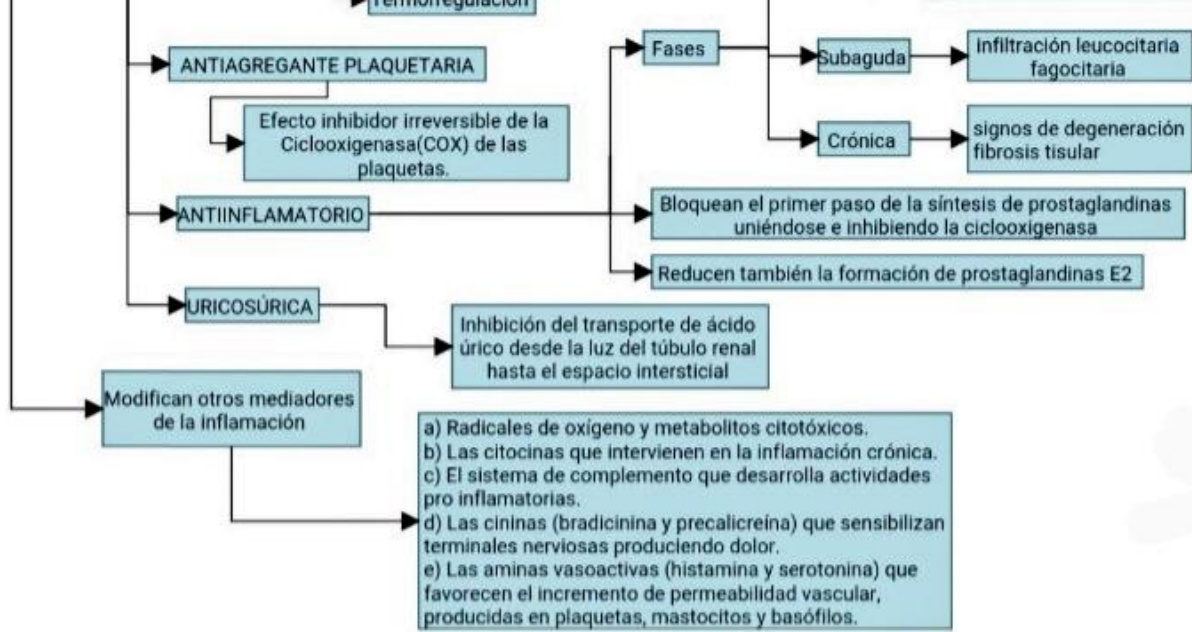 Termorregulación
ANTIAGREGANTE PLAQUETARIA
Efecto inhibidor irreversible de la
Ciclooxigenasa(COX) de las
plaquetas.
Fases
Subaguda
Infiltración leucocitaria
fagocitaria
Crónica
signos de degeneración
fibrosis tisular
ANTIINFLAMATORIO
Bloquean el primer paso de la síntesis de prostaglandinas
uniéndose e inhibiendo la ciclooxigenasa
Reducen también la formación de prostaglandinas E2
URICOSÚRICA
Inhibición del transporte de ácido
úrico desde la luz del túbulo renal
hasta el espacio intersticial
Modifican otros mediadores
de la inflamación
a) Radicales de oxígeno y metabolitos citotóxicos.
b) Las citocinas que intervienen en la inflamación crónica.
c) El sistema de complemento que desarrolla actividades
pro inflamatorias.
d) Las cininas (bradicinina y precalicreína) que sensibilizan
terminales nerviosas produciendo dolor.
e) Las aminas vasoactivas (histamina y serotonina) que
favorecen el incremento de permeabilidad vascular,
producidas en plaquetas, mastocitos y basófilos.